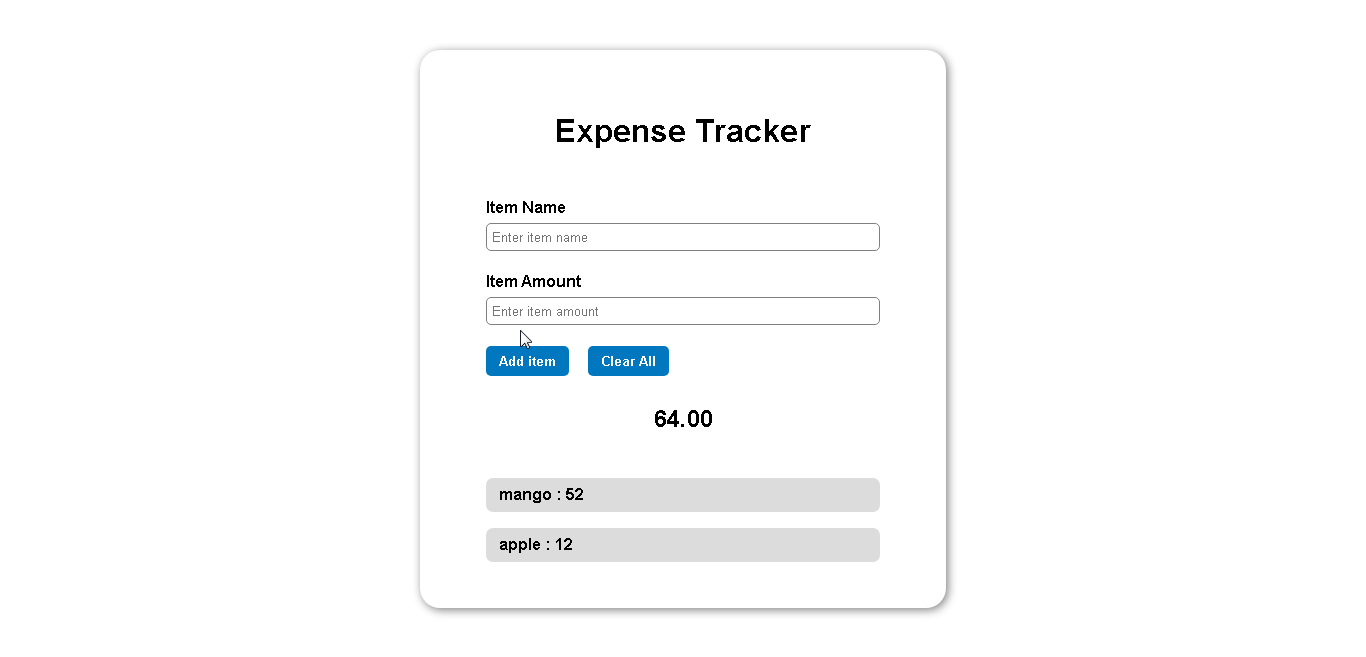 Expense Tracker
Item Name
Enter item name
Item Amount
Enter item amount
Add item Clear All
64.00
mango : 52
apple : 12